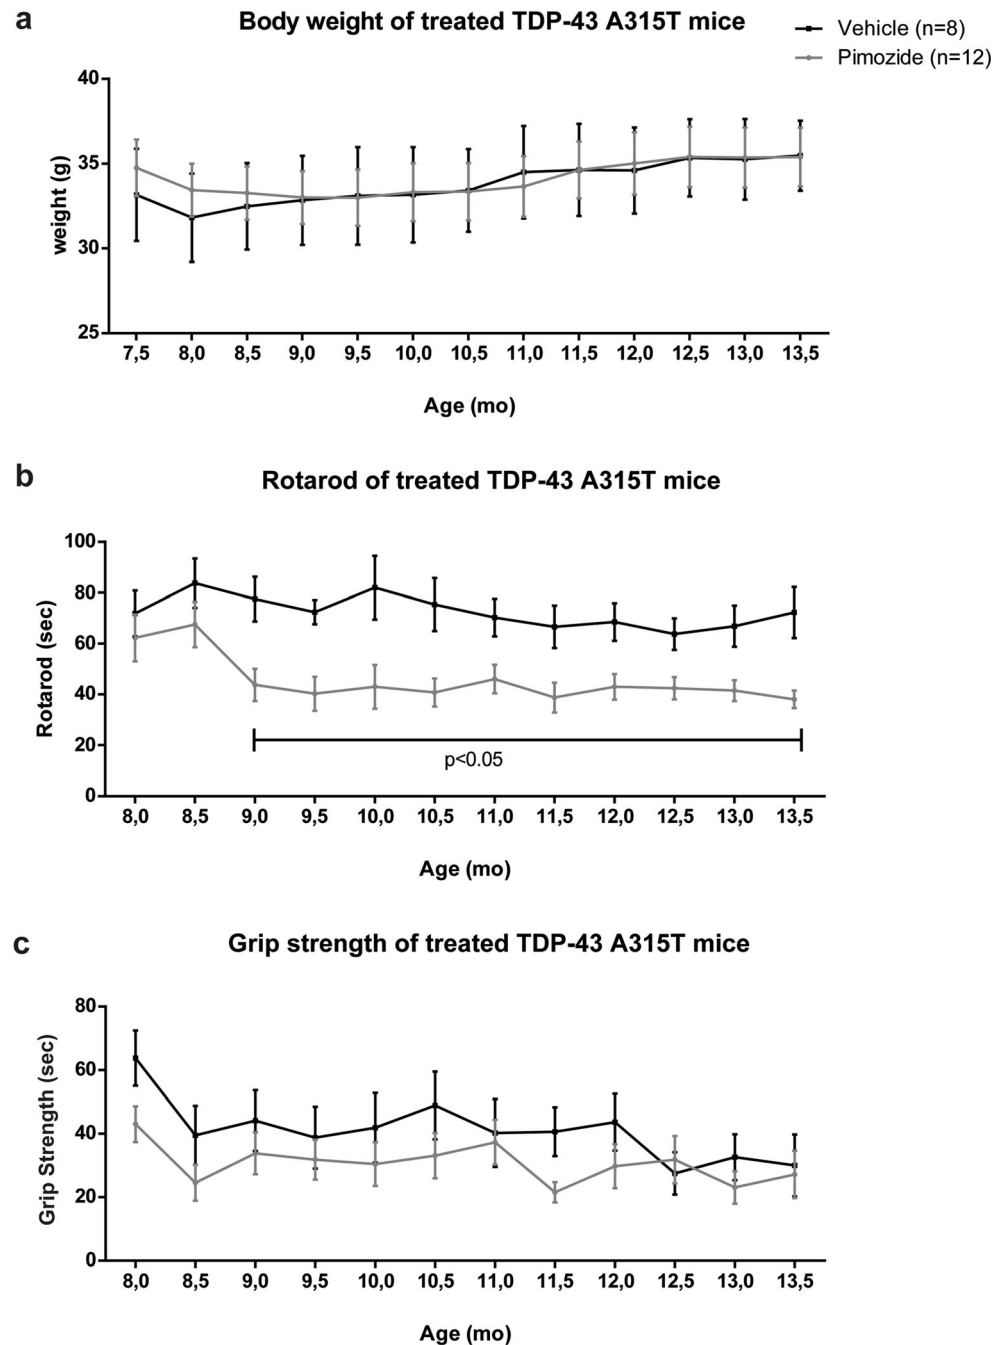 a
Body weight of treated TDP-43 A315T mice
Vehicle (n=8)
Pimozide (n=12)
weight (g)
40
35
30
25
7,5 8,0 8,5 9,0 9,5 10,0 10,5 11,0 11,5 12,0 12,5 13,0 13,5
Age (mo)
b
Rotarod of treated TDP-43 A315T mice
Rotarod (sec)
100
80
60
40
20
0
p<0.05
8,0 8,5 9,0 9,5 10,0 10,5 11,0 11,5 12,0 12,5 13,0 13,5
Age (mo)
c
Grip strength of treated TDP-43 A315T mice
Grip Strength (sec)
80
60
40
20
0
8,0 8,5 9,0 9,5 10,0 10,5 11,0 11,5 12,0 12,5 13,0 13,5
Age (mo)